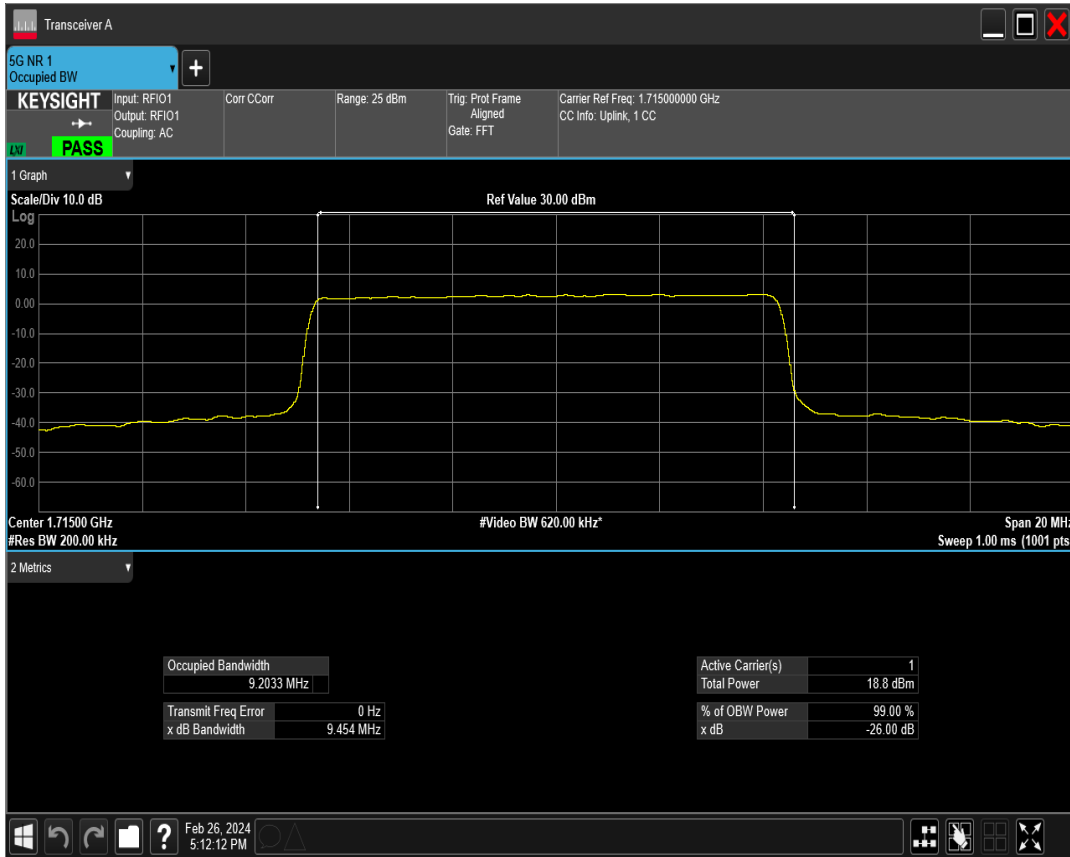 Transceiver A
5G NR 1
Occupied BW
KEYSIGHT
LXI
PASS
Input: RFIO1
Output: RFIO1
Coupling: AC
Corr CCorr
Range: 25 dBm
Trig: Prot Frame
Aligned
Gate: FFT
Carrier Ref Freq: 1.715000000 GHz
CC Info: Uplink, 1 CC
1 Graph
Scale/Div 10.0 dB
Ref Value 30.00 dBm
Log
20.0
10.0
0.00
-10.0
-20.0
-30.0
-40.0
-50.0
-60.0
Center 1.71500 GHz
#Video BW 620.00 kHz*
Span 20 MHz
#Res BW 200.00 kHz
Sweep 1.00 ms (1001 pts
2 Metrics
Occupied Bandwidth
9.2033 MHz
Transmit Freq Error 0 Hz
x dB Bandwidth 9.454 MHz
Active Carrier(s) 1
Total Power 18.8 dBm
% of OBW Power 99.00 %
x dB -26.00 dB
?
Feb 26, 2024
5:12:12 PM